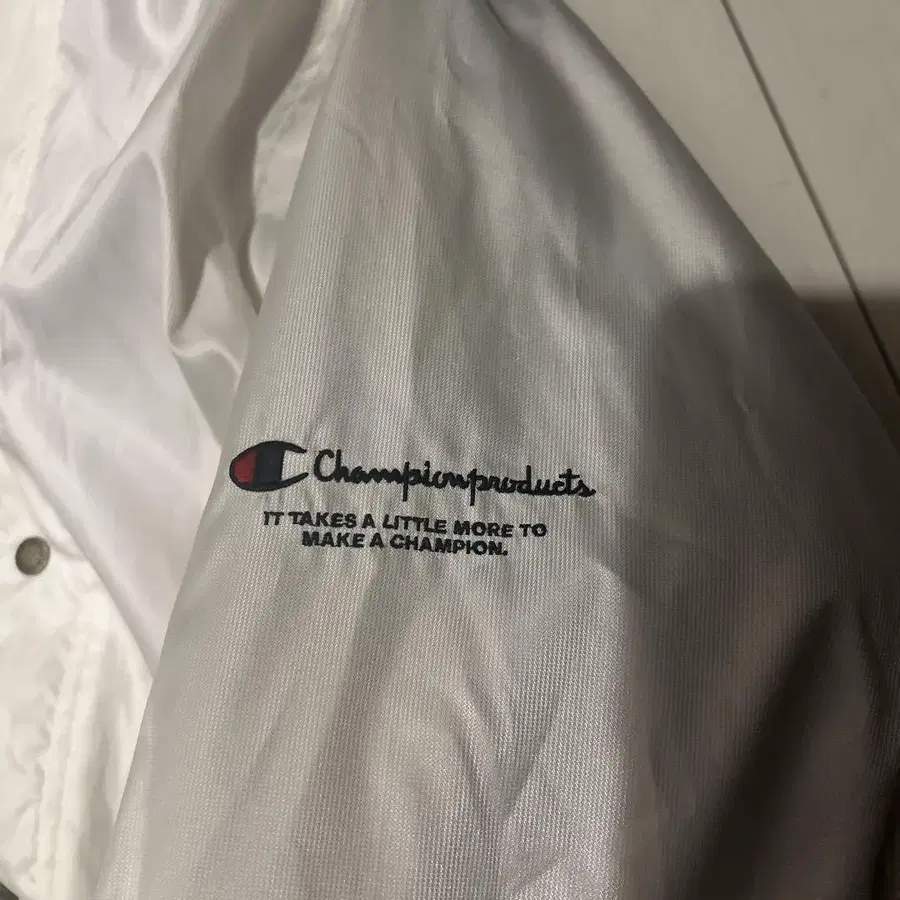 Championproducts
IT TAKES A LITTLE MORE TO
MAKE A CHAMPION.